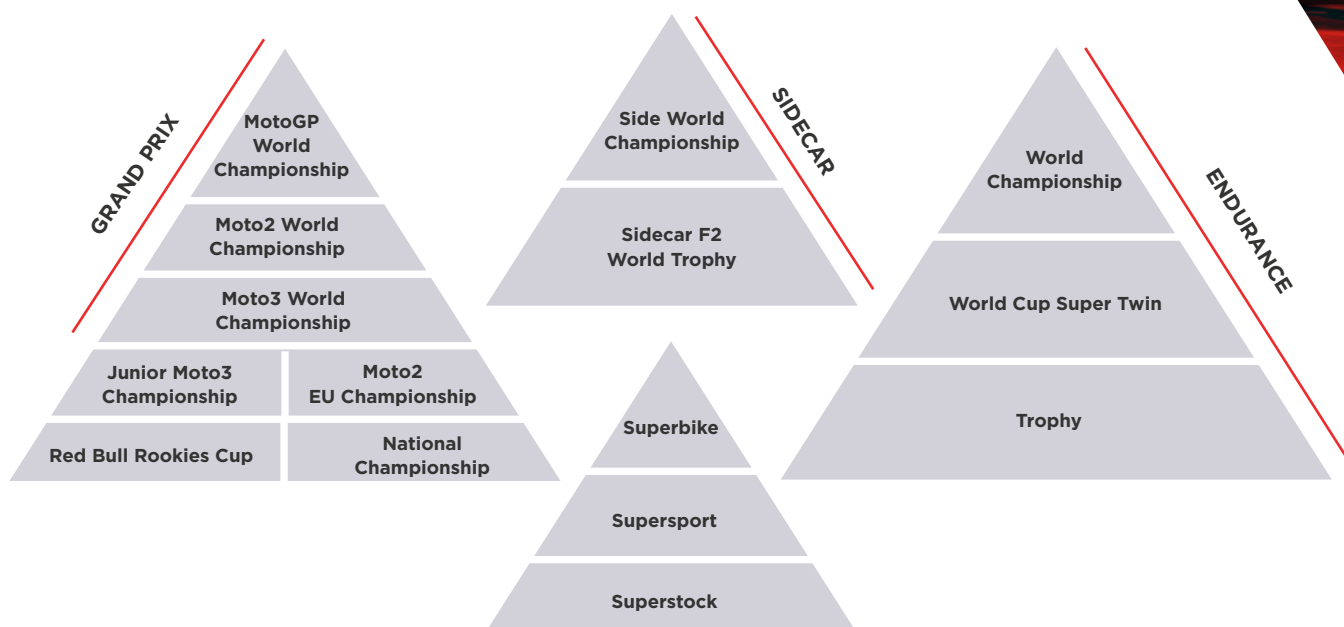 GRAND PRIX
MotoGP
World
Championship
Moto2 World
Championship
Moto3 World
Championship
Junior Moto3
Championship
Moto2
EU Championship
Red Bull Rookies Cup
National
Championship
SIDECAR
Side World
Championship
Sidecar F2
World Trophy
Superbike
Supersport
Superstock
ENDURANCE
World
Championship
World Cup Super Twin
Trophy